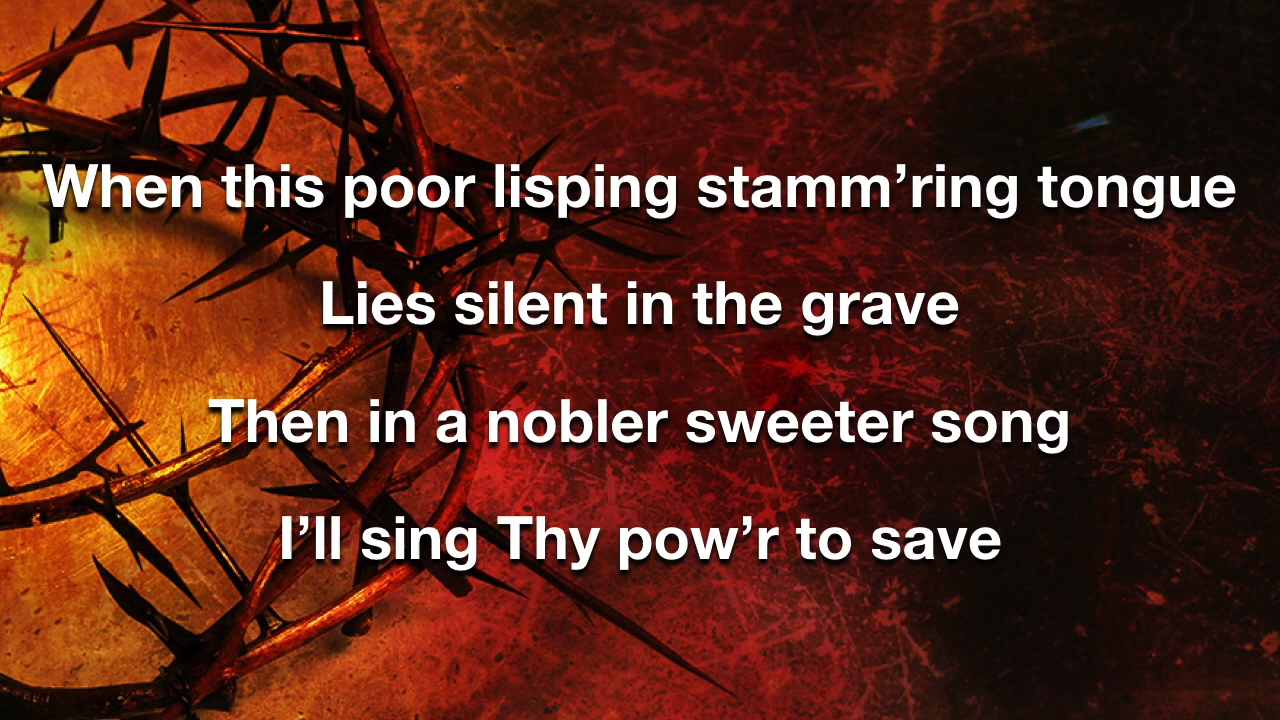 When this poor lisping stamm’ring tongue
Lies silent in the grave
Then in a nobler sweeter song
I’ll sing Thy pow’r to save